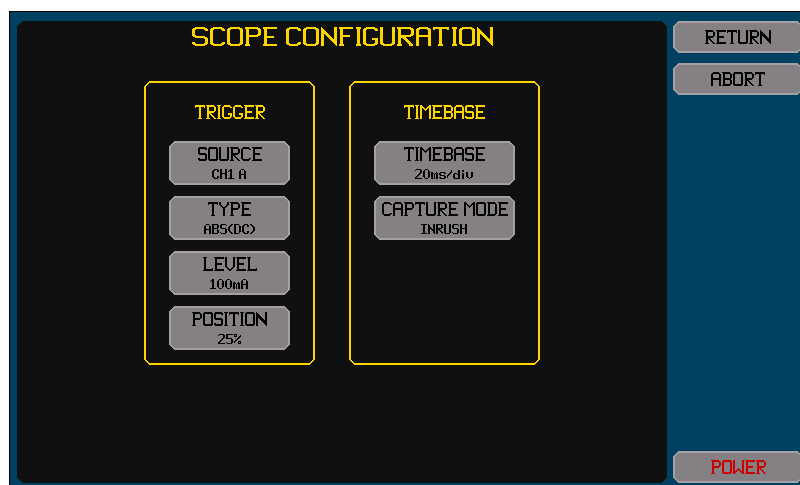 SCOPE CONFIGURATION
RETURN
ABORT
TRIGGER
SOURCE
CH1 A
TYPE
ABS(DC)
LEVEL
100mA
POSITION
25%
TIMEBASE
TIMEBASE
20ms/div
CAPTURE MODE
INRUSH
POWER